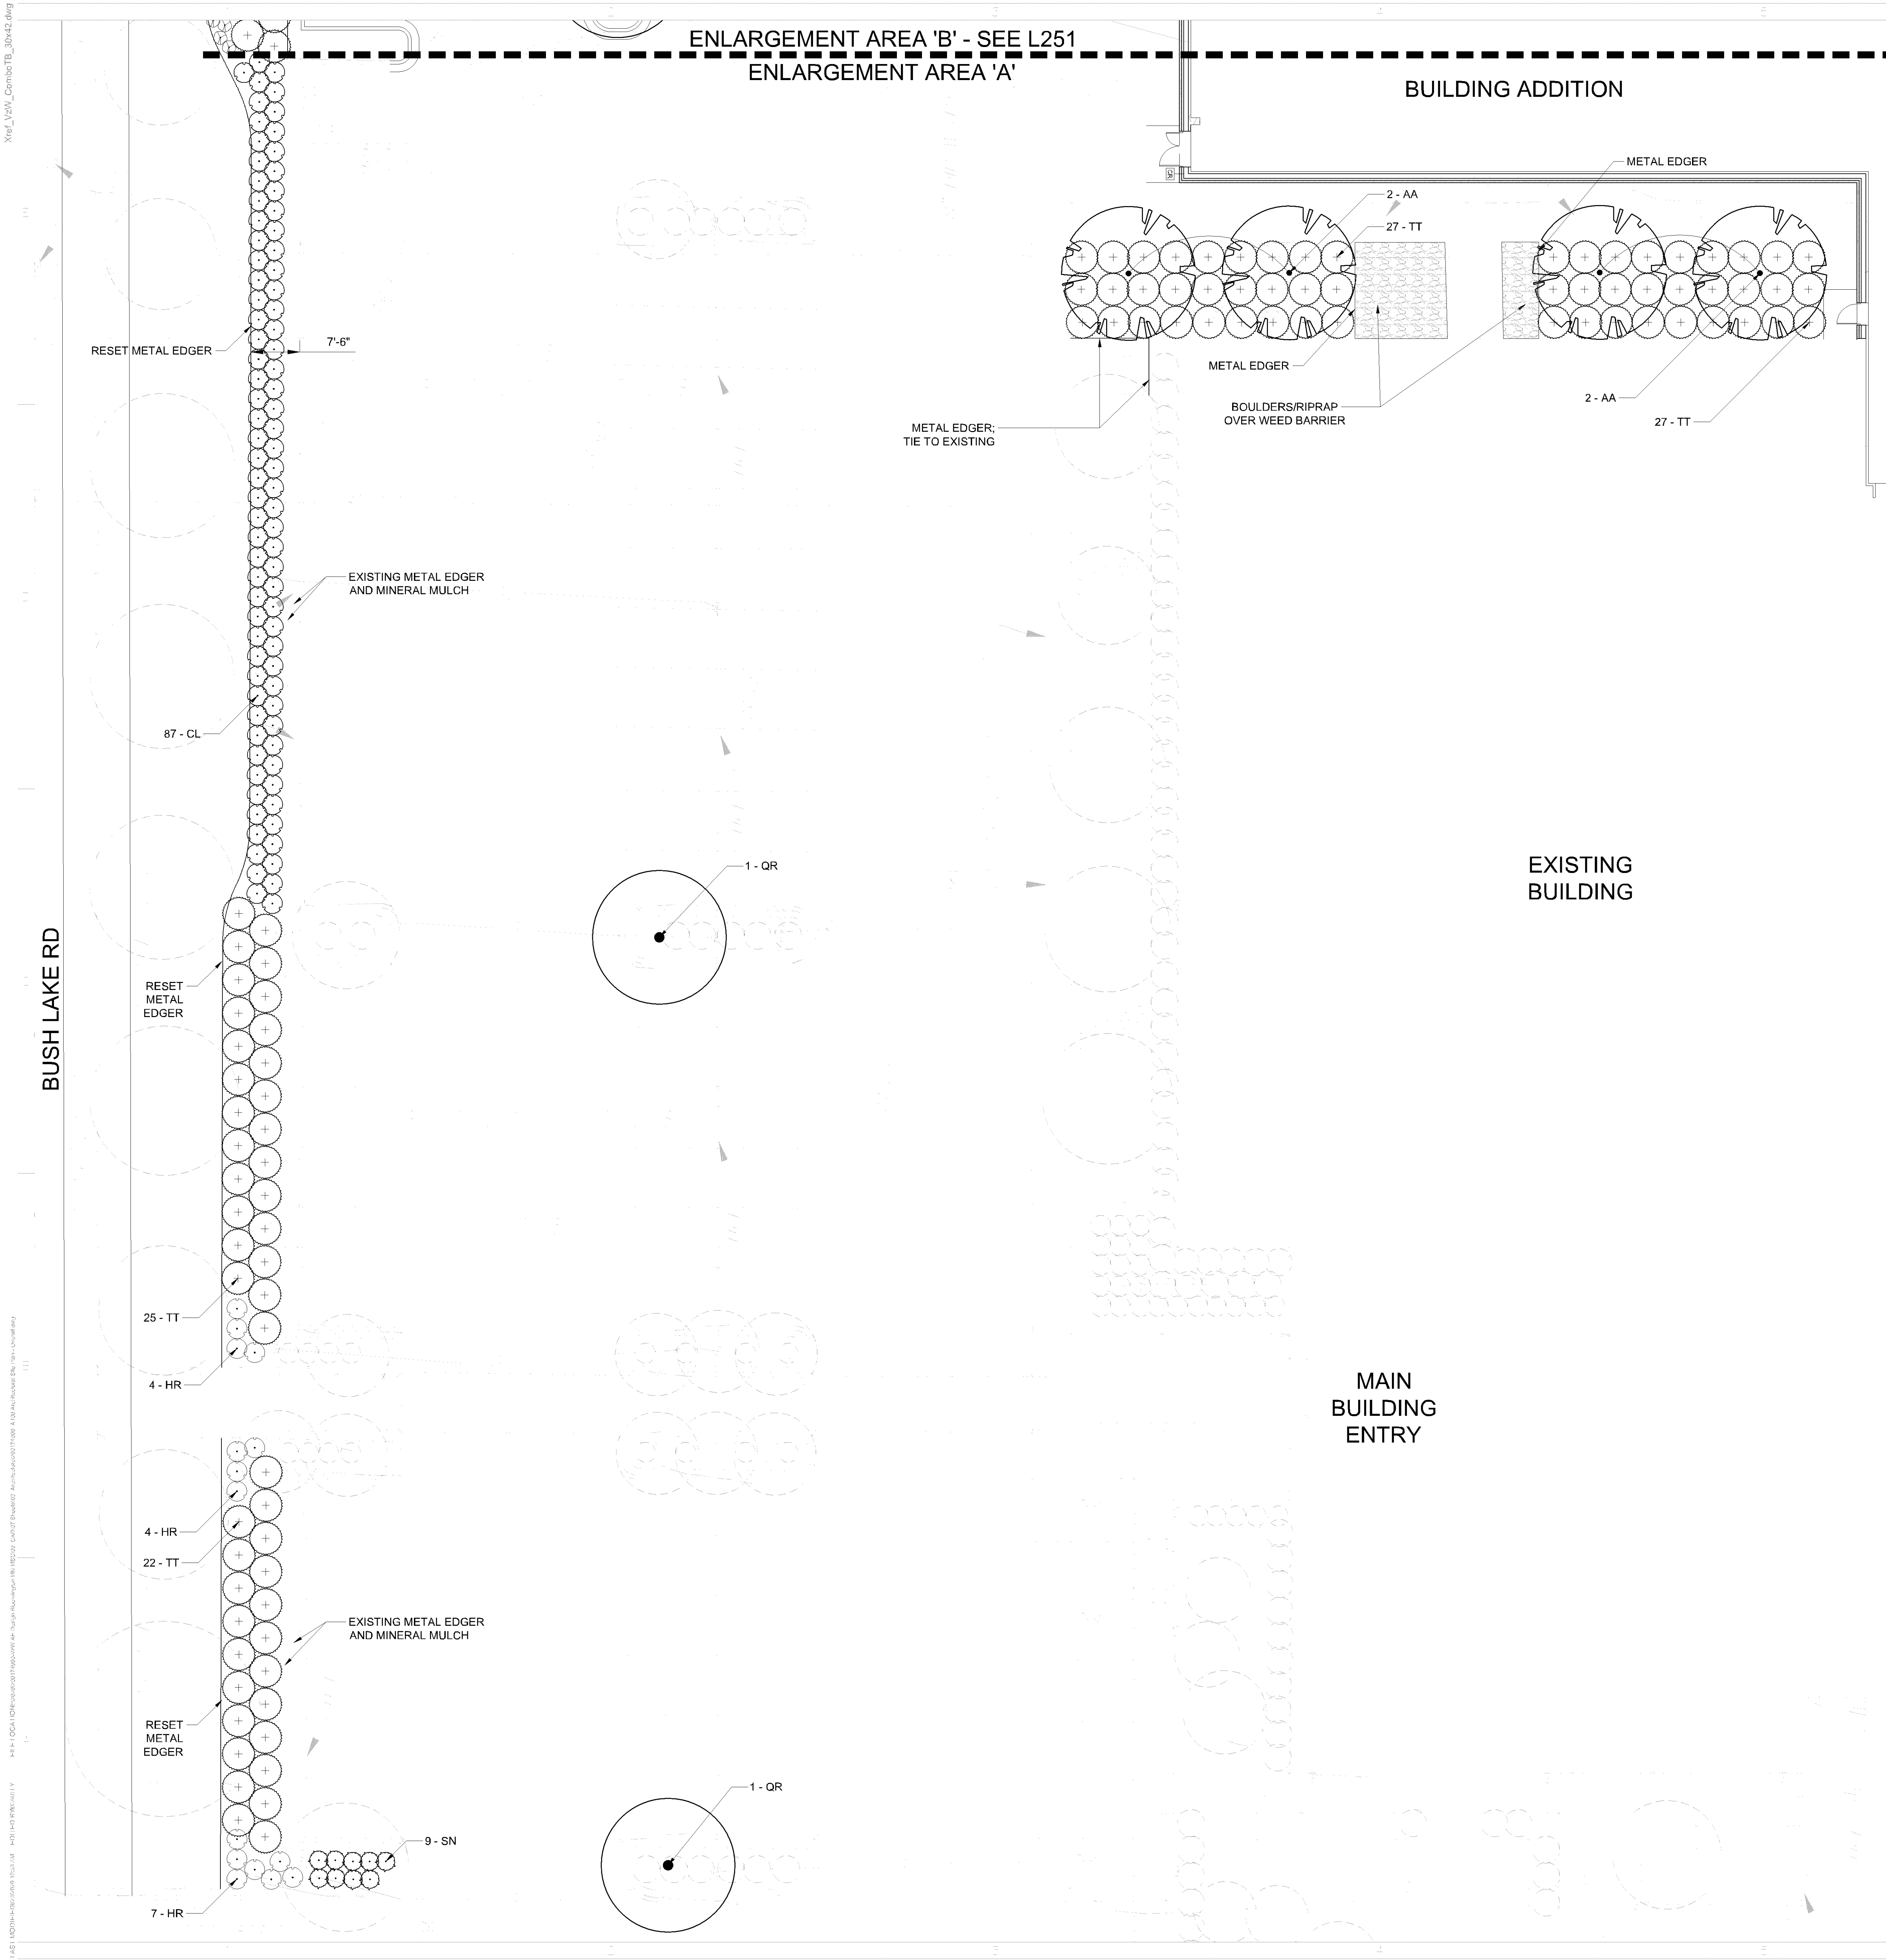 Xref_VzW_ComboTB_30x42.dwg
ENLARGEMENT AREA 'B' - SEE L251
ENLARGEMENT AREA 'A'
BUILDING ADDITION
METAL EDGER
2 - AA
27 - TT
RESET METAL EDGER
7'-6"
METAL EDGER
BOULDERS/RIPRAP
OVER WEED BARRIER
METAL EDGER;
TIE TO EXISTING
2 - AA
27 - TT
EXISTING METAL EDGER
AND MINERAL MULCH
87 - CL
1 - QR
EXISTING
BUILDING
BUSH LAKE RD
RESET
METAL
EDGER
25 - TT
4 - HR
MAIN
BUILDING
ENTRY
4 - HR
22 - TT
EXISTING METAL EDGER
AND MINERAL MULCH
RESET
METAL
EDGER
1 - QR
9 - SN
7 - HR